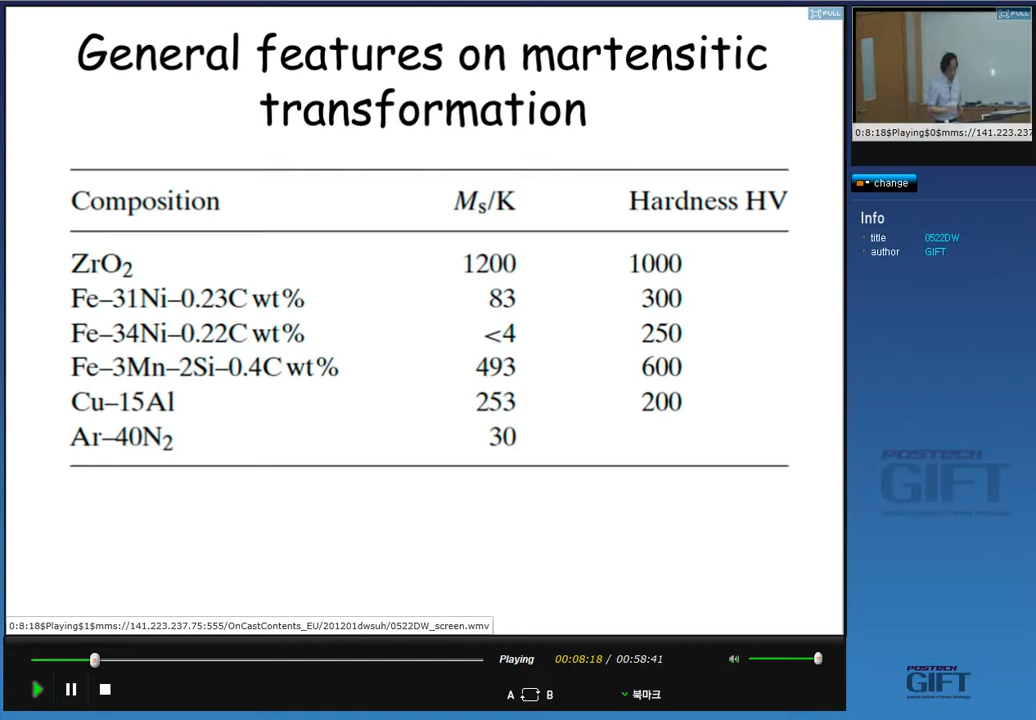 General features on martensitic
transformation
Composition Ms/K Hardness HV
ZrO2 1200 1000
Fe–31Ni–0.23C wt% 83 300
Fe–34Ni–0.22C wt% <4 250
Fe–3Mn–2Si–0.4C wt% 493 600
Cu–15Al 253 200
Ar–40N2 30
0:8:18$Playing$1$mms://141.223.237.75:555/OnCastContents_EU/201201dwsuh/0522DW_screen.wmv
Playing 00:08:18 / 00:58:41
A B 북마크
FULL
FULL
0:8:18$Playing$0$mms://141.223.237
change
Info
title 0522DW
author GIFT
POSTECH
GIFT
POSTECH
GIFT